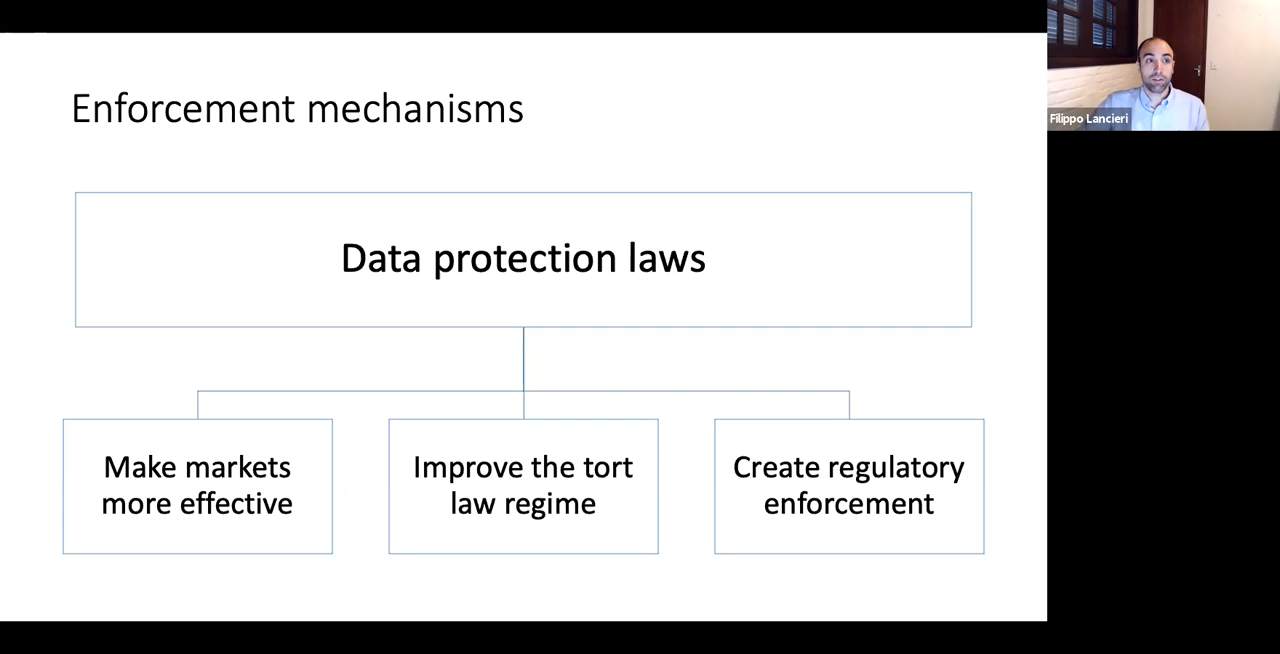 Enforcement mechanisms
Data protection laws
Make markets
more effective
Improve the tort
law regime
Create regulatory
enforcement
Filippo Lancieri